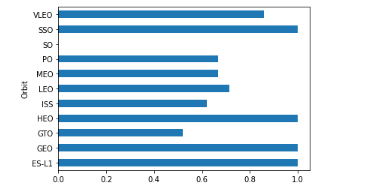 VLEO
SSO
SO
PO
MEO
LEO
ISS
HEO
GTO
GEO
ES-L1
Orbit
0.0 0.2 0.4 0.6 0.8 1.0